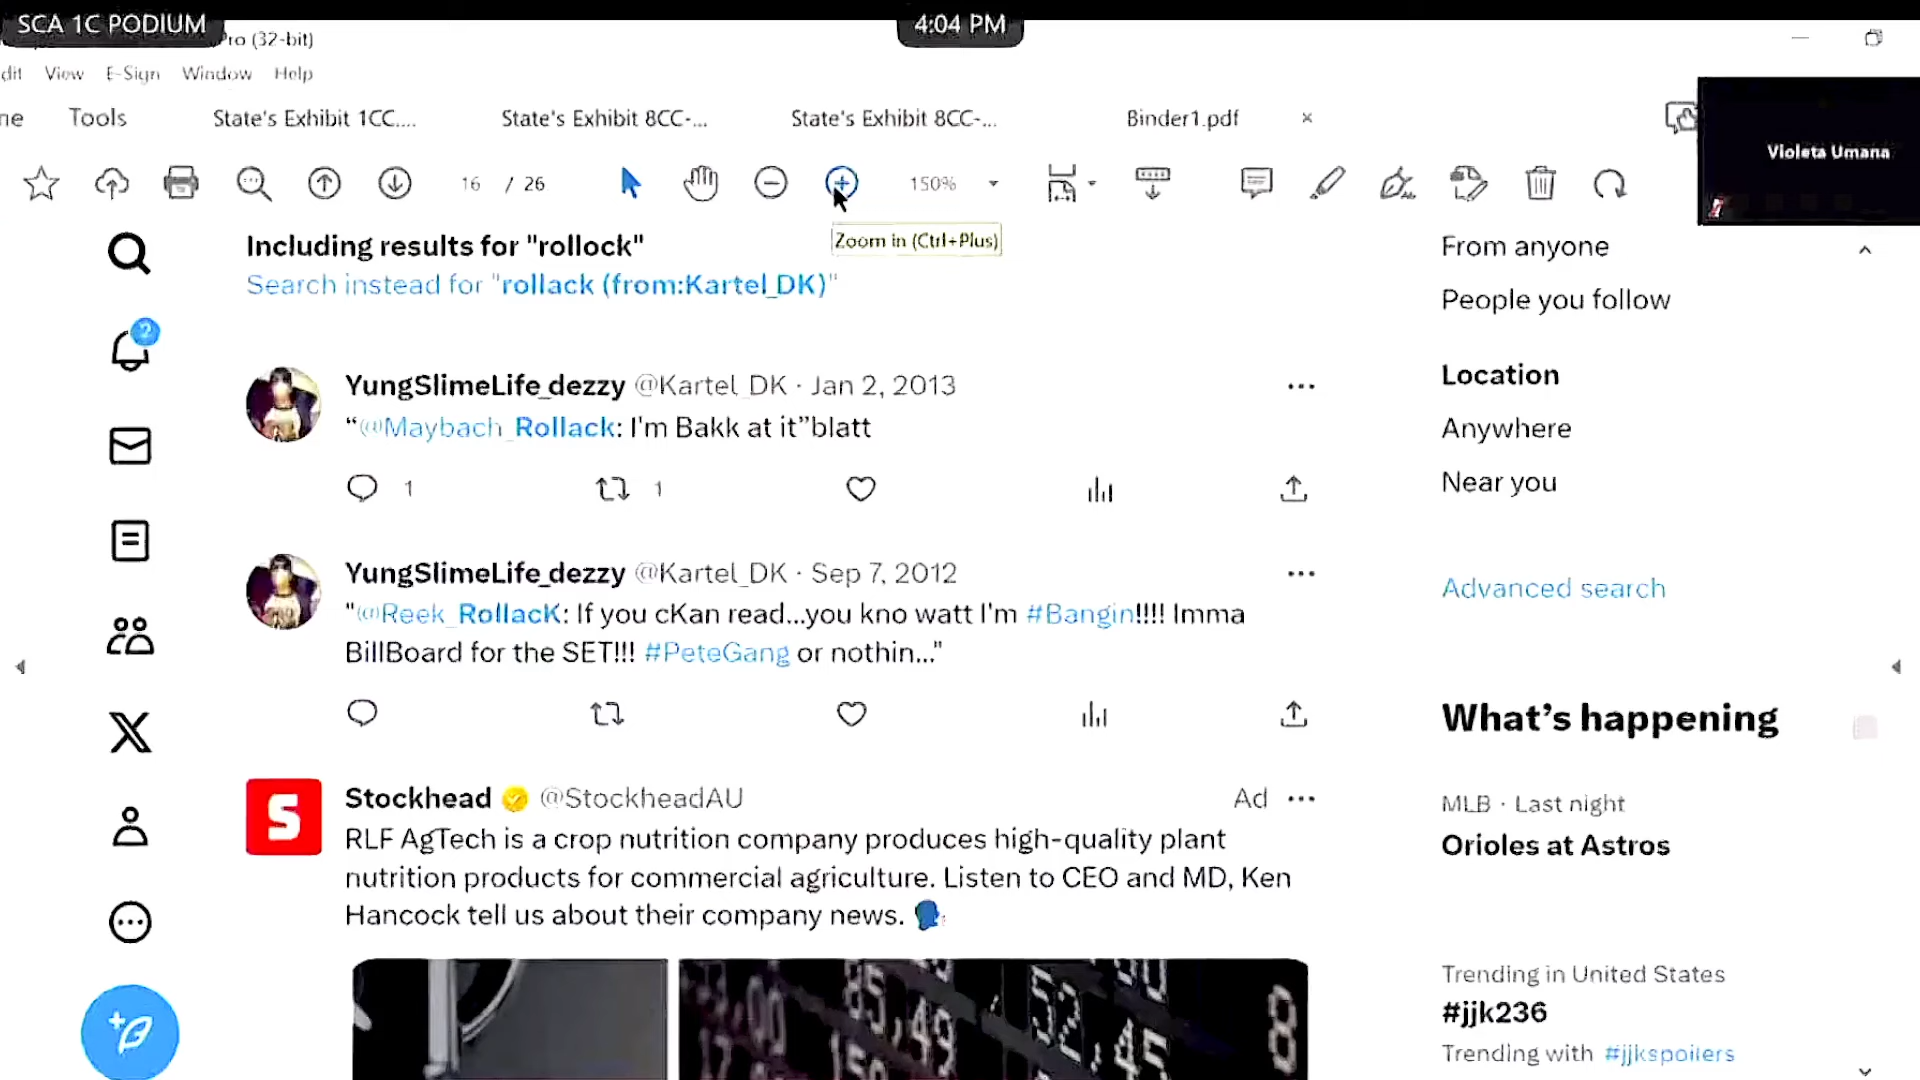 SCA 1C PODIUM
4:04 PM
Pro (32-bit)
dit View E-Sign Window Help
ne Tools State's Exhibit 1CC.... State's Exhibit 8CC-... State's Exhibit 8CC-... Binder1.pdf ×
Violeta Umana
16 / 26 150%
Zoom in (Ctrl+Plus)
Including results for "rollock"
Search instead for "rollack (from:Kartel_DK)"
2
YungSlimeLife_dezzy @Kartel_DK · Jan 2, 2013 ...
“@Maybach_Rollack: I'm Bakk at it”blatt
1 1
YungSlimeLife_dezzy @Kartel_DK · Sep 7, 2012 ...
"@Reek_RollacK: If you cKan read...you kno watt I'm #Bangin!!!! Imma
BillBoard for the SET!!! #PeteGang or nothin..."
S
Stockhead @StockheadAU Ad ...
RLF AgTech is a crop nutrition company produces high-quality plant
nutrition products for commercial agriculture. Listen to CEO and MD, Ken
Hancock tell us about their company news.
From anyone
People you follow
Location
Anywhere
Near you
Advanced search
What’s happening
MLB · Last night
Orioles at Astros
Trending in United States
#jjk236
Trending with #jjkspoilers